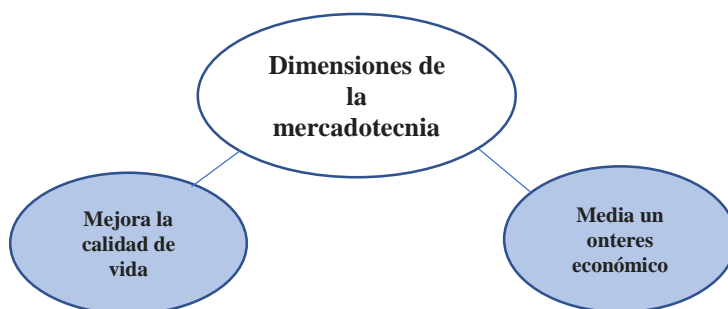 Dimensiones de
la
mercadotecnia
Mejora la
calidad de
vida
Media un
onteres
económico